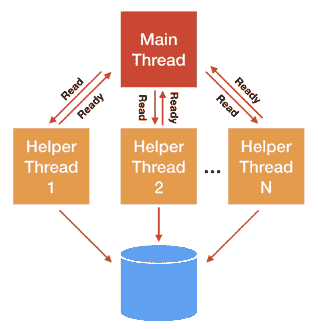 Main
Thread
Read
Ready
Read
Ready
Ready
Read
Helper
Thread
1
Helper
Thread
2
...
Helper
Thread
N